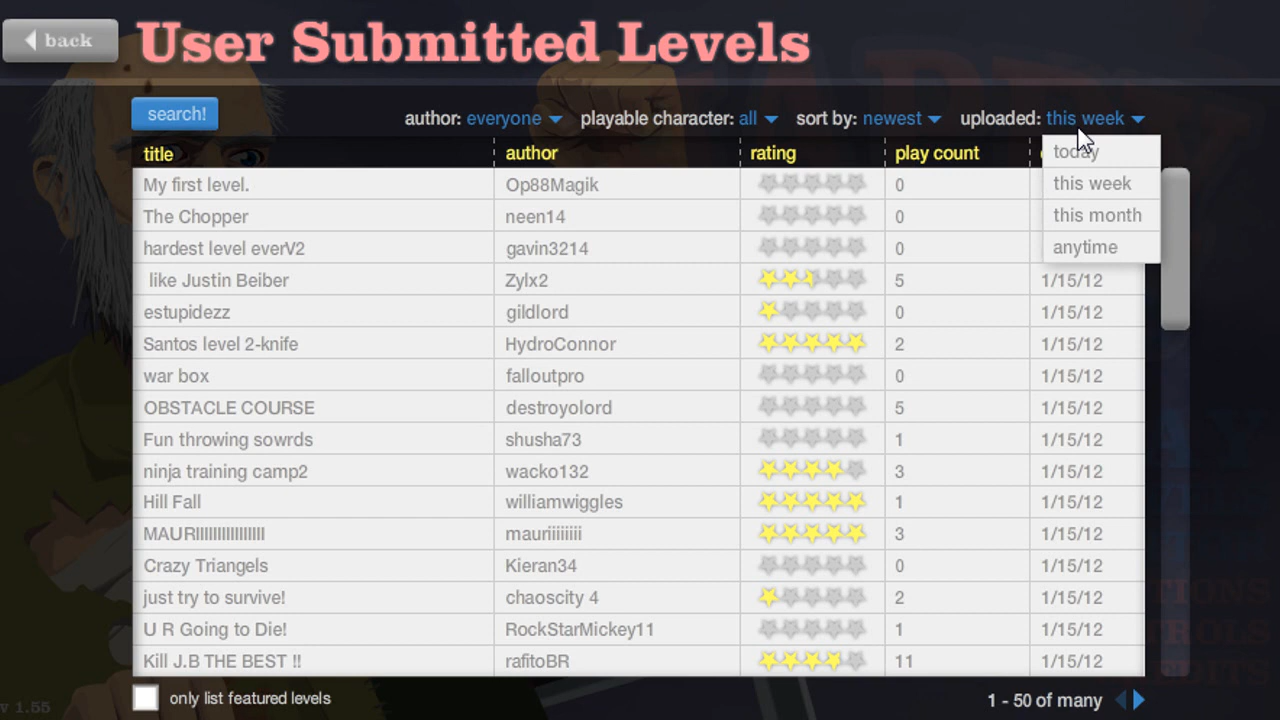 back
User Submitted Levels
search!
author: everyone playable character: all sort by: newest uploaded: this week
title author rating play count
today
this week
this month
anytime
My first level. Op88Magik 0
The Chopper neen14 0
hardest level everV2 gavin3214 0
like Justin Beiber Zylx2 5 1/15/12
estupidezz gildlord 0 1/15/12
Santos level 2-knife HydroConnor 2 1/15/12
war box falloutpro 0 1/15/12
OBSTACLE COURSE destroyolord 5 1/15/12
Fun throwing sowrds shusha73 1 1/15/12
ninja training camp2 wacko132 3 1/15/12
Hill Fall williamwiggles 1 1/15/12
3 1/15/12
Crazy Triangels Kieran34 0 1/15/12
just try to survive! chaoscity 4 2 1/15/12
U R Going to Die! RockStarMickey11 1 1/15/12
Kill J.B THE BEST !! rafitoBR 11 1/15/12
only list featured levels 1 - 50 of many
v 1.55